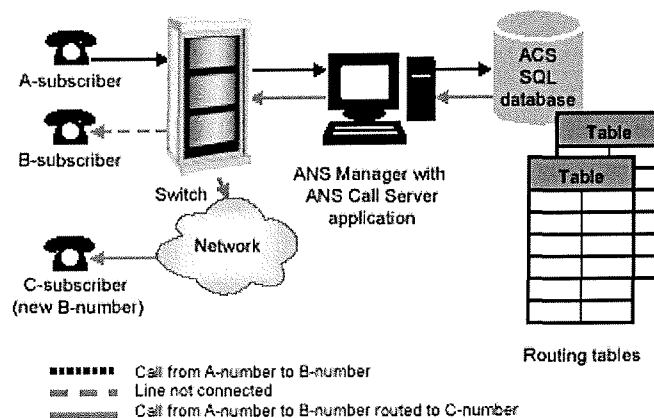 A-subscriber
B-subscriber
Switch
Network
C-subscriber
(new B-number)
ANS Manager with
ANS Call Server
application
ACS
SQL
database
Table
Table
Routing tables
Call from A-number to B-number
Line not connected
Call from A-number to B-number routed to C-number